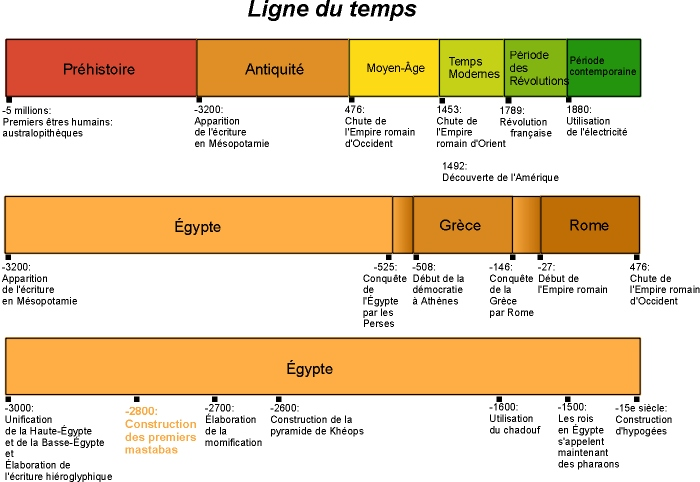 Ligne du temps
Préhistoire
Antiquité
Moyen-Âge
Temps
Modernes
Période
des
Révolutions
Période
contemporaine
-5 millions:
Premiers êtres humains:
australopithèques
-3200:
Apparition
de l'écriture
en Mésopotamie
476:
Chute de
l'Empire romain
d'Occident
1453:
Chute de
l'Empire
romain d'Orient
1492:
Découverte de l'Amérique
1789:
Révolution
française
1880:
Utilisation
de l'électricité
Égypte
Grèce
Rome
-3200:
Apparition
de l'écriture
en Mésopotamie
-525:
Conquête
de
l'Égypte
par les
Perses
-508:
Début de la
démocratie
à Athènes
-146:
Conquête
de la
Grèce
par Rome
-27:
Début de
l'Empire romain
476:
Chute de
l'Empire romain
d'Occident
Égypte
-3000:
Unification
de la Haute-Égypte
et de la Basse-Égypte
et
Élaboration de
l'écriture hiéroglyphique
-2800:
Construction
des premiers
mastabas
-2700:
Élaboration
de la
momification
-2600:
Construction de la
pyramide de Khéops
-1600:
Utilisation
du chadouf
-1500:
Les rois
en Égypte
s'appelent
maintenant
des pharaons
-15e siècle:
Construction
d'hypogées